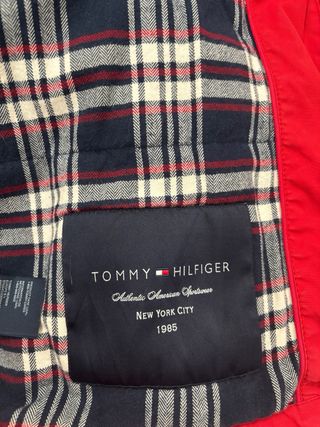 TOMMY HILFIGER
Authentic American Sportswear
NEW YORK CITY
1985